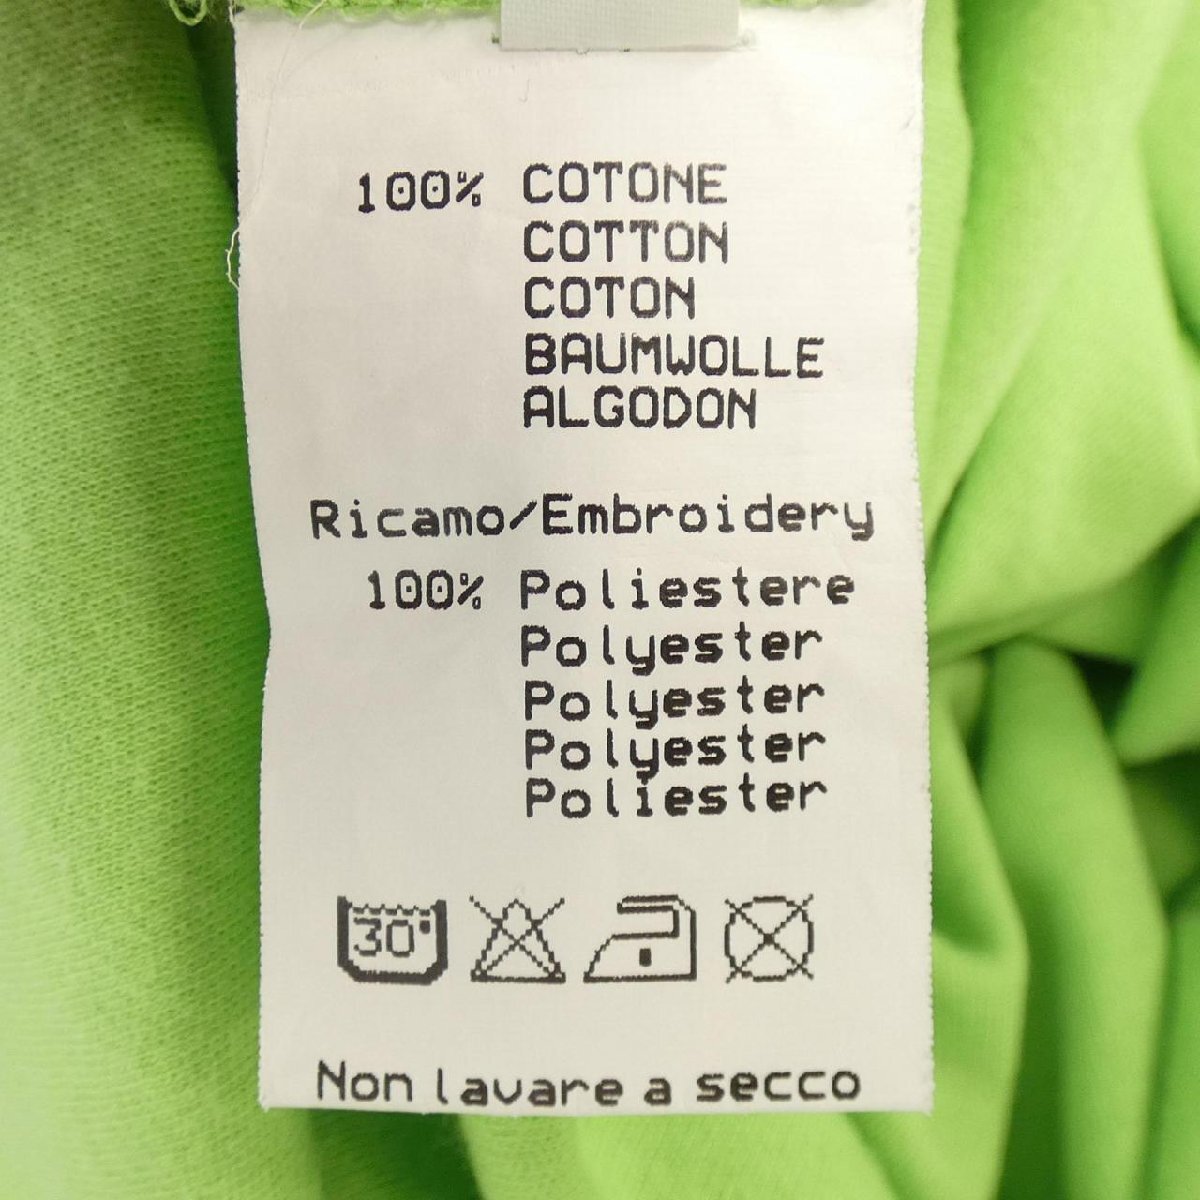 100% COTONE
COTTON
COTON
BAUMWOLLE
ALGODON
Ricamo/Embroidery
100% Poliestere
Polyester
Polyester
Polyester
Poliester
30°
Non lavare a secco